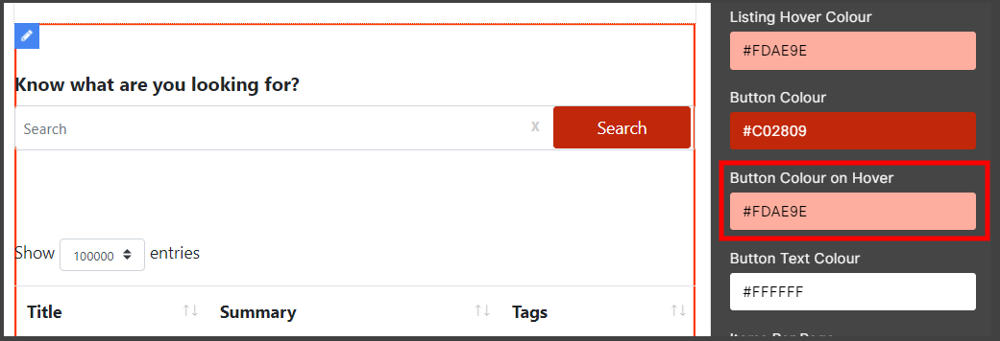 Know what are you looking for?
Search x Search
Show 100000 entries
Title Summary Tags
Listing Hover Colour
#FDAE9E
Button Colour
#C02809
Button Colour on Hover
#FDAE9E
Button Text Colour
#FFFFFF